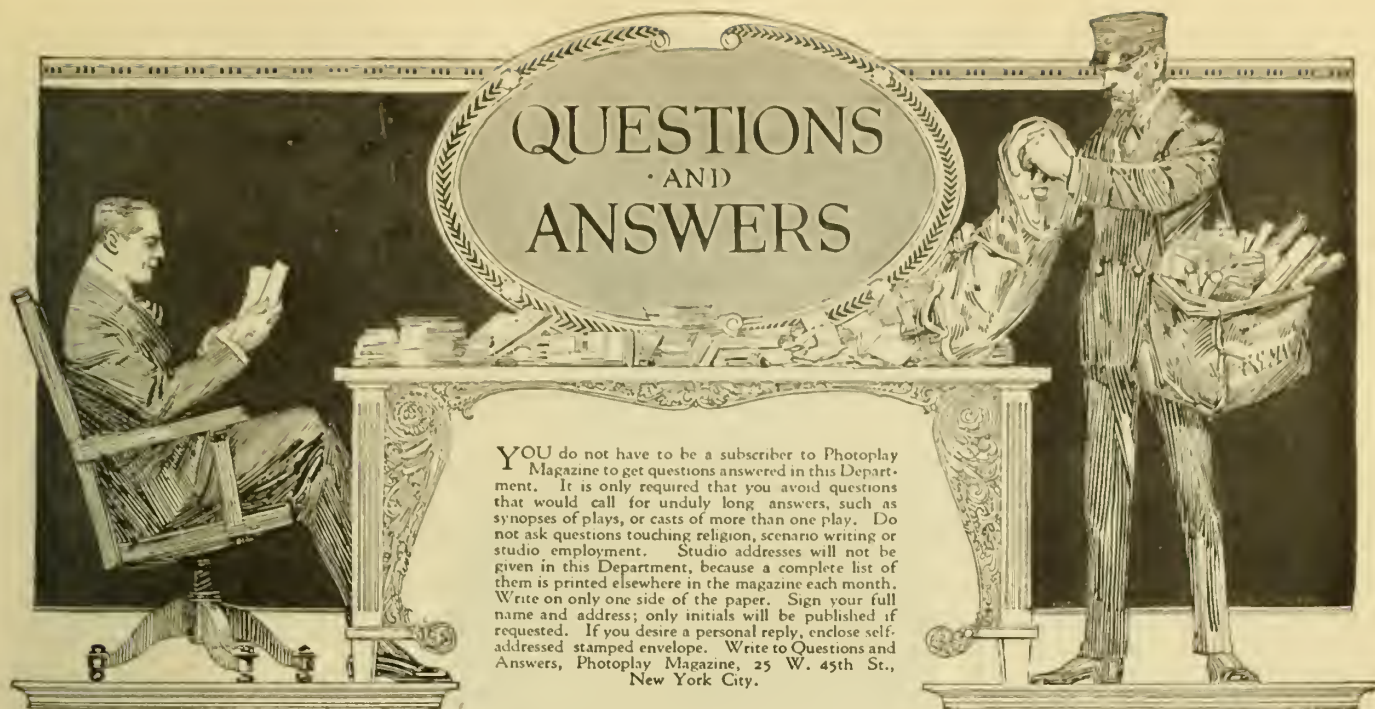 QUESTIONS
· AND
ANSWERS
YOU do not have to be a subscriber to Photoplay
Magazine to get questions answered in this Depart-
ment. It is only required that you avoid questions
that would call for unduly long answers, such as
synopses of plays, or casts of more than one play. Do
not ask questions touching religion, scenario writing or
studio employment. Studio addresses will not be
given in this Department, because a complete list of
them is printed elsewhere in the magazine each month.
Write on only one side of the paper. Sign your full
name and address; only initials will be published if
requested. If you desire a personal reply, enclose self-
addressed stamped envelope. Write to Questions and
Answers, Photoplay Magazine, 25 W. 45th St.,
New York City.